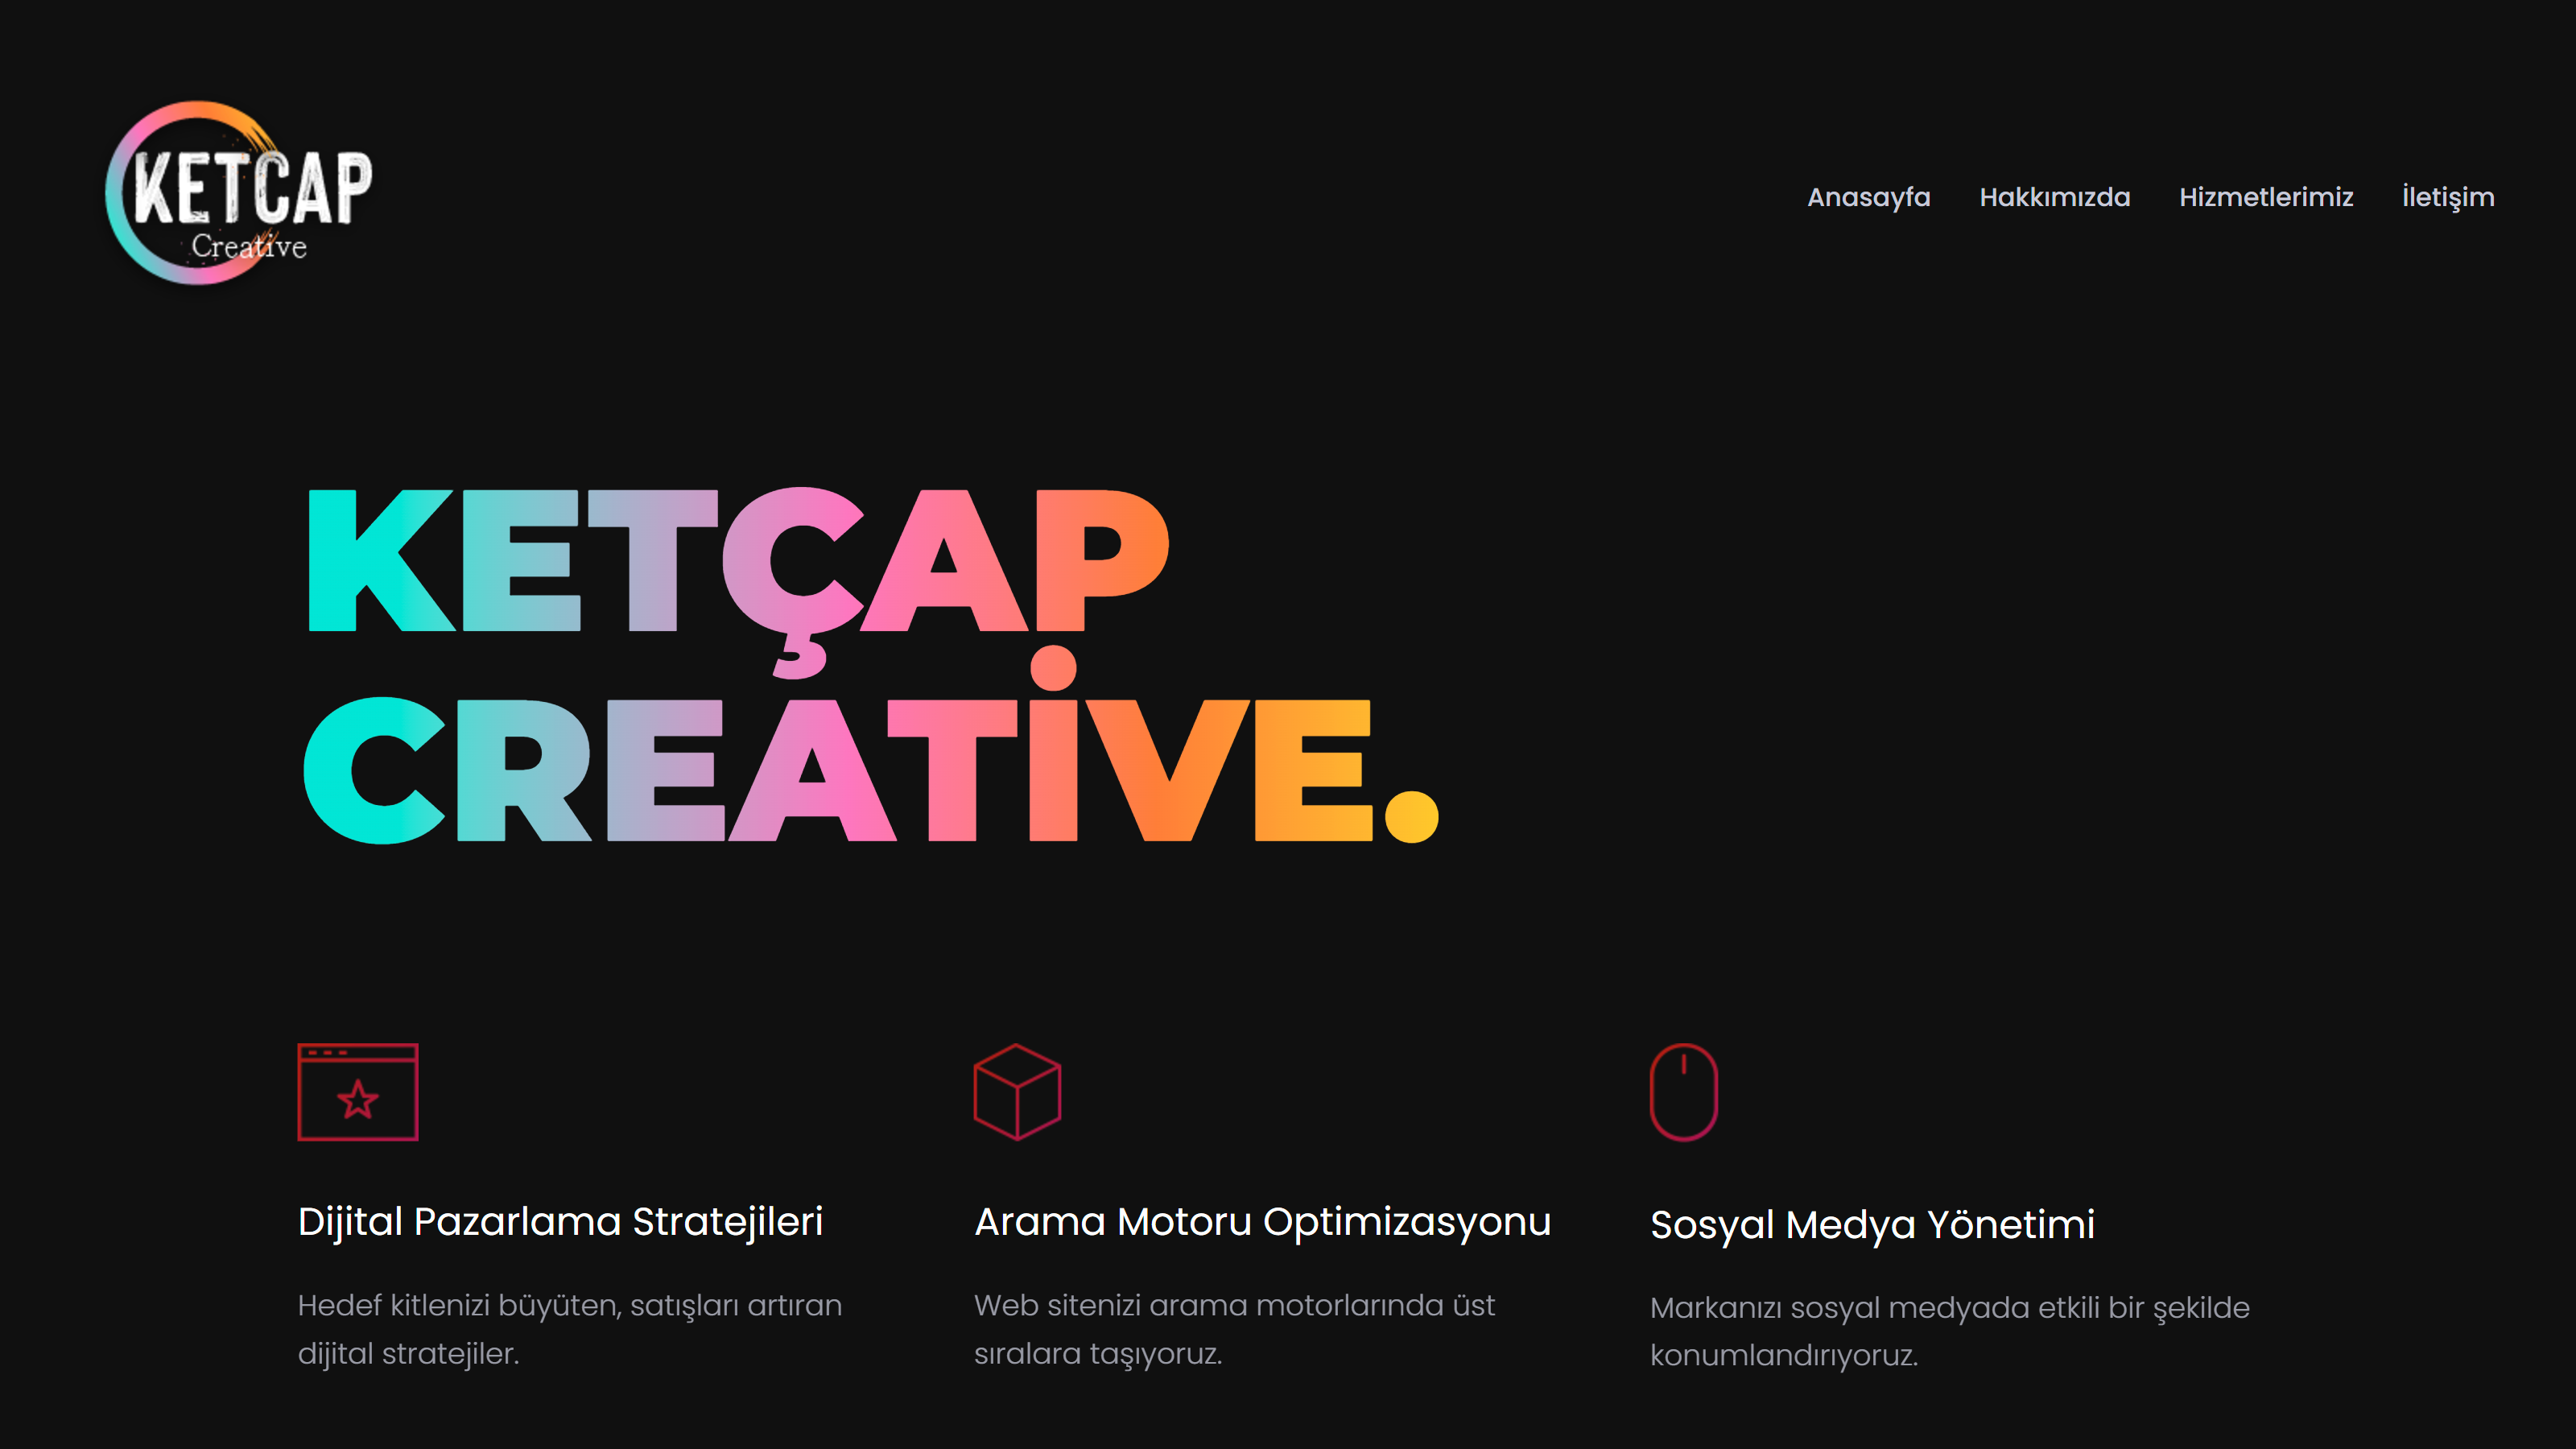 KETCAP
Creative
Anasayfa Hakkımızda Hizmetlerimiz İletişim
KETÇAP
CREATİVE.
Dijital Pazarlama Stratejileri
Hedef kitlenizi büyüten, satışları artıran
dijital stratejiler.
Arama Motoru Optimizasyonu
Web sitenizi arama motorlarında üst
sıralara taşıyoruz.
Sosyal Medya Yönetimi
Markanızı sosyal medyada etkili bir şekilde
konumlandırıyoruz.